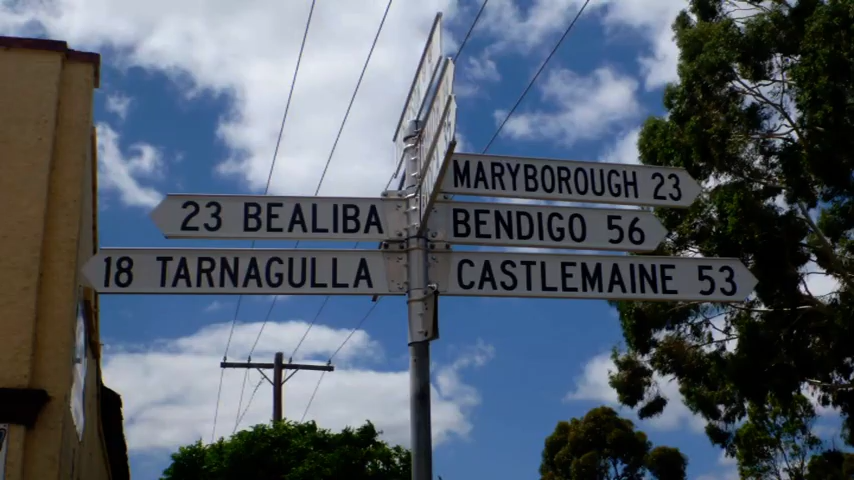 MARYBOROUGH 23
23 BEALIBA
BENDIGO 56
18 TARNAGULLA
CASTLEMAINE 53